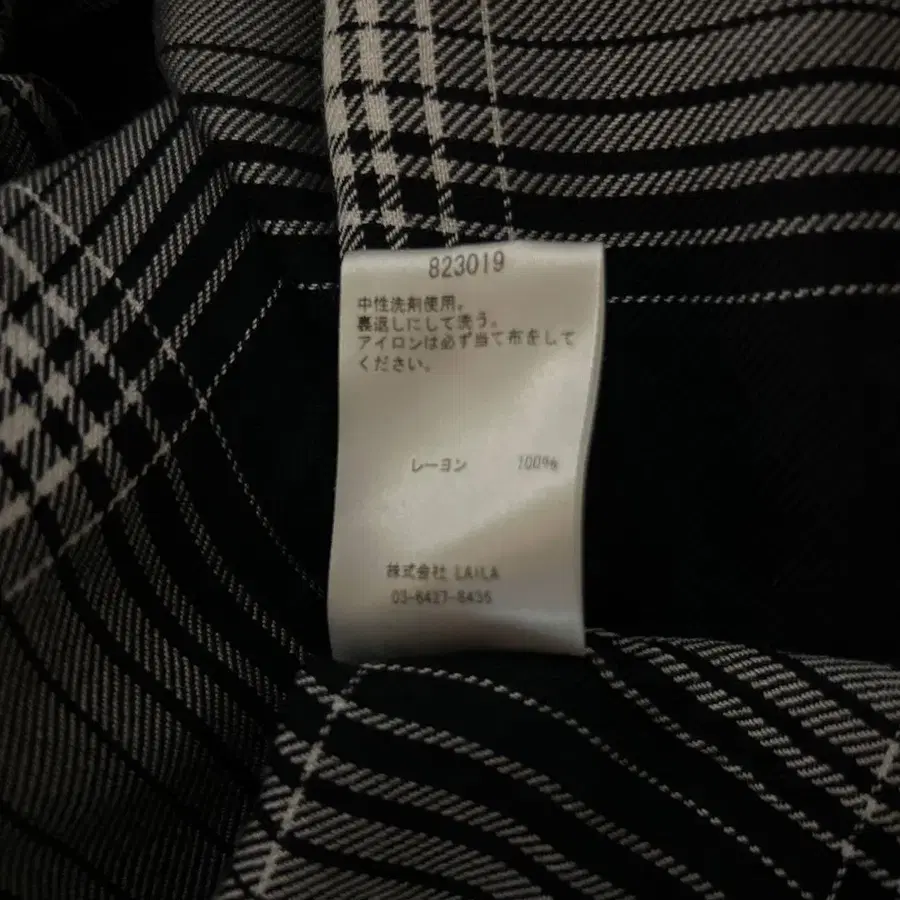 823019
中性洗剤使用。
裏返しにして洗う。
アイロンは必ず当て布をして
ください。
レーヨン 100%
株式会社 LAILA
03-6427-8436